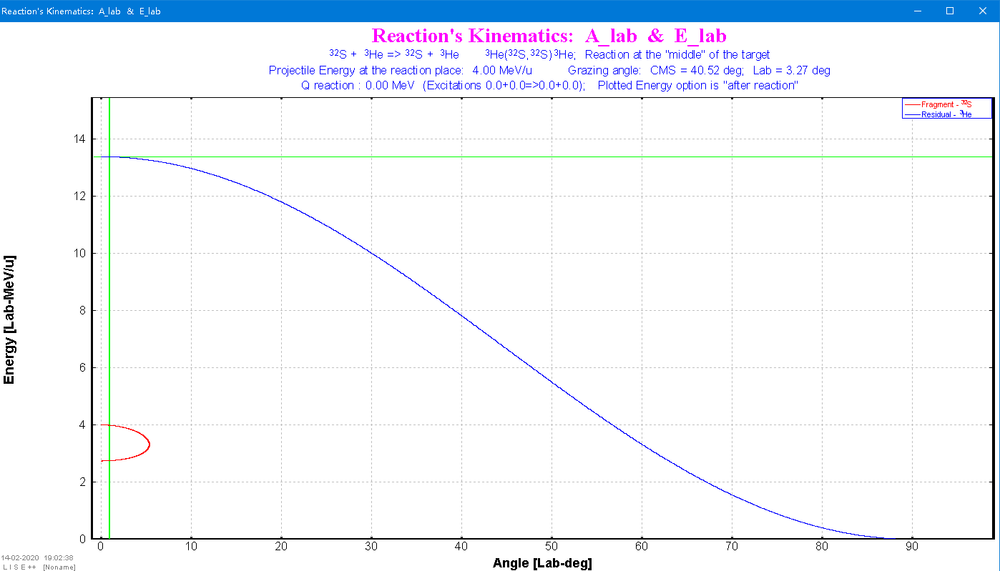 Reaction's Kinematics: A_lab & E_lab
Reaction's Kinematics: A_lab & E_lab
³²S + ³He => ³²S + ³He ³He(³²S,³²S)³He; Reaction at the "middle" of the target
Projectile Energy at the reaction place: 4.00 MeV/u Grazing angle: CMS = 40.52 deg; Lab = 3.27 deg
Q reaction : 0.00 MeV (Excitations 0.0+0.0=>0.0+0.0); Plotted Energy option is "after reaction"
Fragment - ³²S
Residual - ³He
14
12
10
8
6
4
2
0
Energy [Lab-MeV/u]
0 10 20 30 40 50 60 70 80 90
Angle [Lab-deg]
14-02-2020 19:02:38
L I S E ++ [Noname]